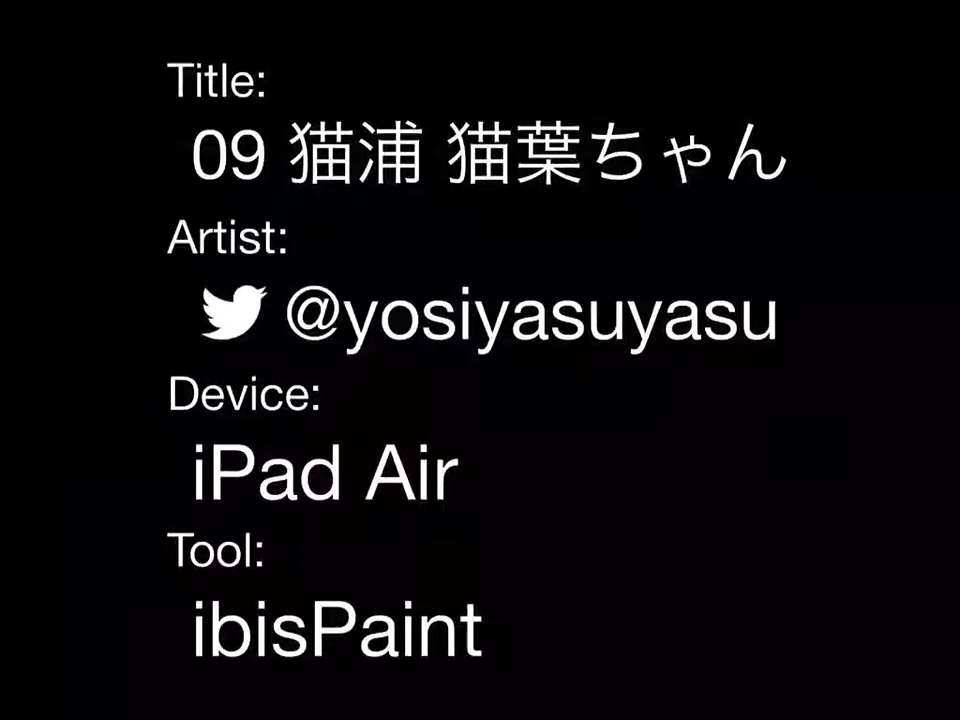 Title:
09 猫浦 猫葉ちゃん
Artist:
@yosiyasuyasu
Device:
iPad Air
Tool:
ibisPaint